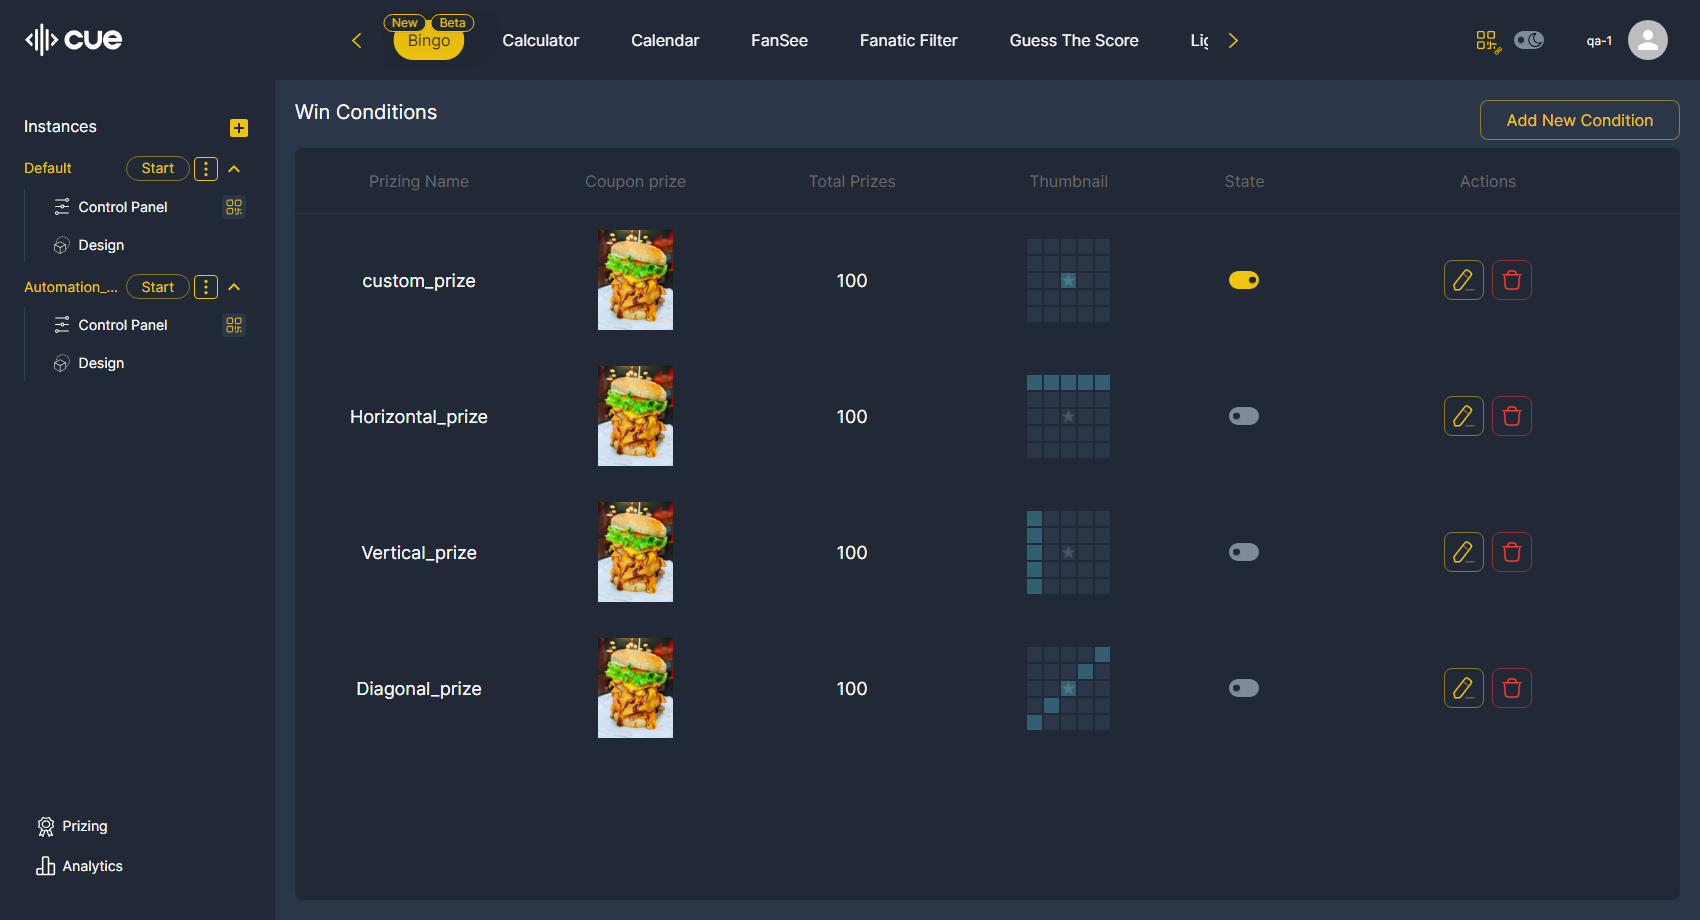 cue
New
Beta
Bingo
Calculator
Calendar
FanSee
Fanatic Filter
Guess The Score
qa-1
Instances
Default
Start
Control Panel
Design
Automation_...
Start
Control Panel
Design
Prizing
Analytics
Win Conditions
Add New Condition
Prizing Name Coupon prize Total Prizes Thumbnail State Actions
custom_prize 100
Horizontal_prize 100
Vertical_prize 100
Diagonal_prize 100